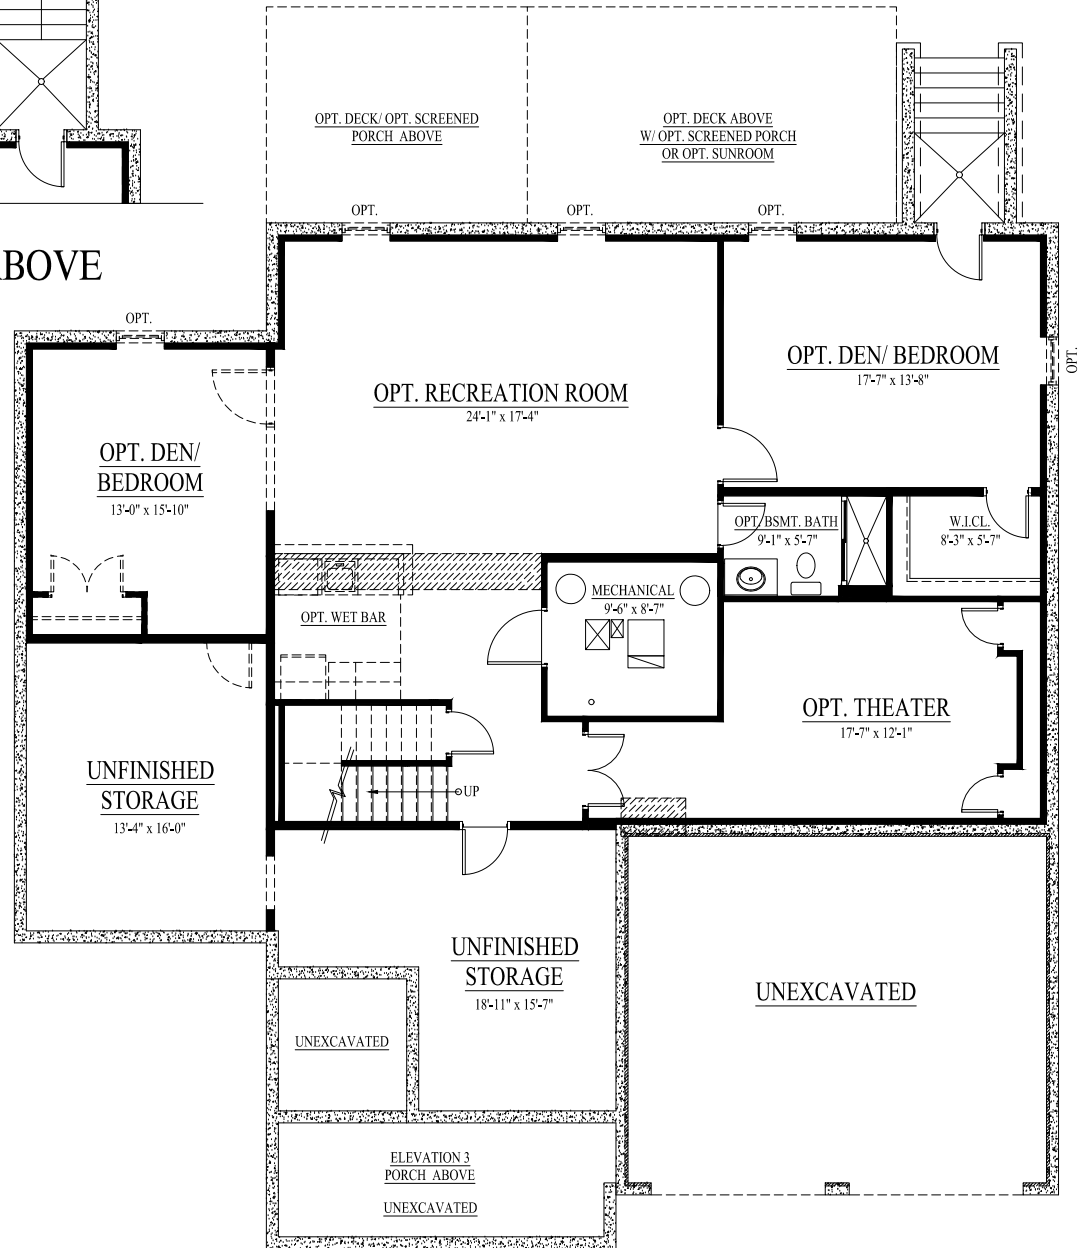 OPT. DECK/ OPT. SCREENED
PORCH ABOVE
OPT. DECK ABOVE
W/ OPT. SCREENED PORCH
OR OPT. SUNROOM
OPT.
OPT.
OPT.
ABOVE
OPT.
OPT.
OPT. DEN/ BEDROOM
17'-7" x 13'-8"
OPT. RECREATION ROOM
24'-1" x 17'-4"
OPT. DEN/
BEDROOM
13'-0" x 15'-10"
OPT. BSMT. BATH
9'-1" x 5'-7"
W.I.CL.
8'-3" x 5'-7"
MECHANICAL
9'-6" x 8'-7"
OPT. WET BAR
OPT. THEATER
17'-7" x 12'-1"
UNFINISHED
STORAGE
13'-4" x 16'-0"
UP
UNFINISHED
STORAGE
18'-11" x 15'-7"
UNEXCAVATED
UNEXCAVATED
ELEVATION 3
PORCH ABOVE
UNEXCAVATED